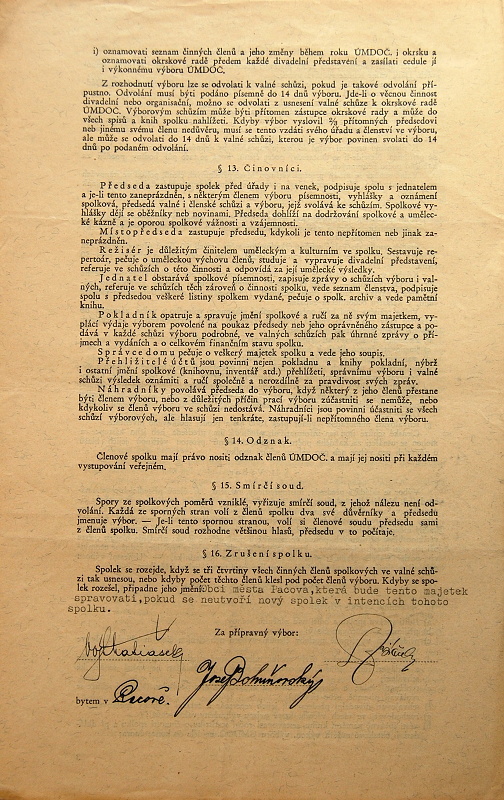 i) oznamovati seznam činných členů a jeho změny během roku ÚMDOČ. i okrsku a
oznamovati okrskové radě předem každé divadelní představení a zasílati cedule její
i výkonnému výboru ÚMDOČ.
Z rozhodnutí výboru lze se odvolati k valné schůzi, pokud je takové odvolání pří-
pustno. Odvolání musí býti podáno písemně do 14 dnů výboru. Jde-li o věcnou činnost
divadelní nebo organisační, možno se odvolati z usnesení valné schůze k okrskové radě
ÚMDOČ. Výborovým schůzím může býti přítomen zástupce okrskové rady a může do
všech spisů a knih spolku nahlížeti. Kdyby výbor vyslovil ⅔ přítomných předsedovi
neb jinému svému členu nedůvěru, musí se tento vzdáti svého úřadu a členství ve výboru,
ale může se odvolati do 14 dnů k valné schůzi, kterou je výbor povinen svolati do 14
dnů po podaném odvolání.
§ 13. Činovníci.
Předseda zastupuje spolek před úřady i na venek, podpisuje spolu s jednatelem
a je-li tento zaneprázdněn, s některým členem výboru písemnosti, vyhlášky a oznámení
spolková, předsedá valné i členské schůzi a výboru, jejž svolává ke schůzím. Spolkové vy-
hlášky dějí se oběžníky neb novinami. Předseda dohlíží na dodržování spolkové a umělec-
ké kázně a je oporou spolkové vážnosti a vzájemnosti.
Místopředseda zastupuje předsedu, kdykoli je tento nepřítomen neb jinak za-
neprázdněn.
Režisér je důležitým činitelem uměleckým a kulturním ve spolku. Sestavuje re-
pertoár, pečuje o uměleckou výchovu členů, studuje a vypravuje divadelní představení,
referuje ve schůzích o této činnosti a odpovídá za její umělecké výsledky.
Jednatel obstarává spolkové písemnosti, zapisuje zprávy o schůzích výboru i val-
ných, referuje ve schůzích těch zároveň o činnosti spolku, vede seznam členstva, podpisuje
spolu s předsedou veškeré listiny spolkem vydané, pečuje o spolk. archiv a vede pamětní
knihu.
Pokladník opatruje a spravuje jmění spolkové a ručí za ně svým majetkem, vy-
plácí výdaje výborem povolené na poukaz předsedy neb jeho oprávněného zástupce a po-
dává v každé schůzi výboru podrobné, ve valných schůzích pak úhrnné zprávy o pří-
jmech a vydáních a o celkovém finančním stavu spolku.
Správce domu pečuje o veškerý majetek spolku a vede jeho soupis.
Přehlížitelé účtů jsou povinni nejen pokladnu a knihy pokladní, nýbrž
i ostatní jmění spolkové (knihovnu, inventář atd.) přehlížeti, správnímu výboru i valné
schůzi výsledek oznámiti a ručí společně a nerozdílně za pravdivost svých zpráv.
Náhradníky povolává předseda do výboru, když některý z jeho členů přestane
býti členem výboru, nebo z důležitých příčin prací výboru zúčastniti se nemůže, nebo
kdykoliv se členů výboru ve schůzi nedostává. Náhradníci jsou povinni účastniti se všech
schůzí výborových, ale hlasují jen tenkráte, zastupují-li nepřítomného člena výboru.
§ 14. Odznak.
Členové spolku mají právo nositi odznak členů ÚMDOČ. a mají jej nositi při každém
vystupování veřejném.
§ 15. Smírčí soud.
Spory ze spolkových poměrů vzniklé, vyřizuje smírčí soud, z jehož nálezu není od-
volání. Každá ze sporných stran volí z členů spolku dva své důvěrníky a předsedu
jmenuje výbor. — Je-li tento spornou stranou, volí si členové soudu předsedu sami
z členů spolku. Smírčí soud rozhodne většinou hlasů, předsedu v to počítaje.
§ 16. Zrušení spolku.
Spolek se rozejde, když se tři čtvrtiny všech činných členů spolkových ve valné schů-
zi tak usnesou, nebo kdyby počet těchto členů klesl pod počet členů výboru. Kdyby se spo-
lek rozešel, připadne jeho jmění obci města Pacova, která bude tento majetek
spravovati, pokud se neutvoří nový spolek v intencích tohoto
spolku.
Za přípravný výbor:
Josef
bytem v Pacově.